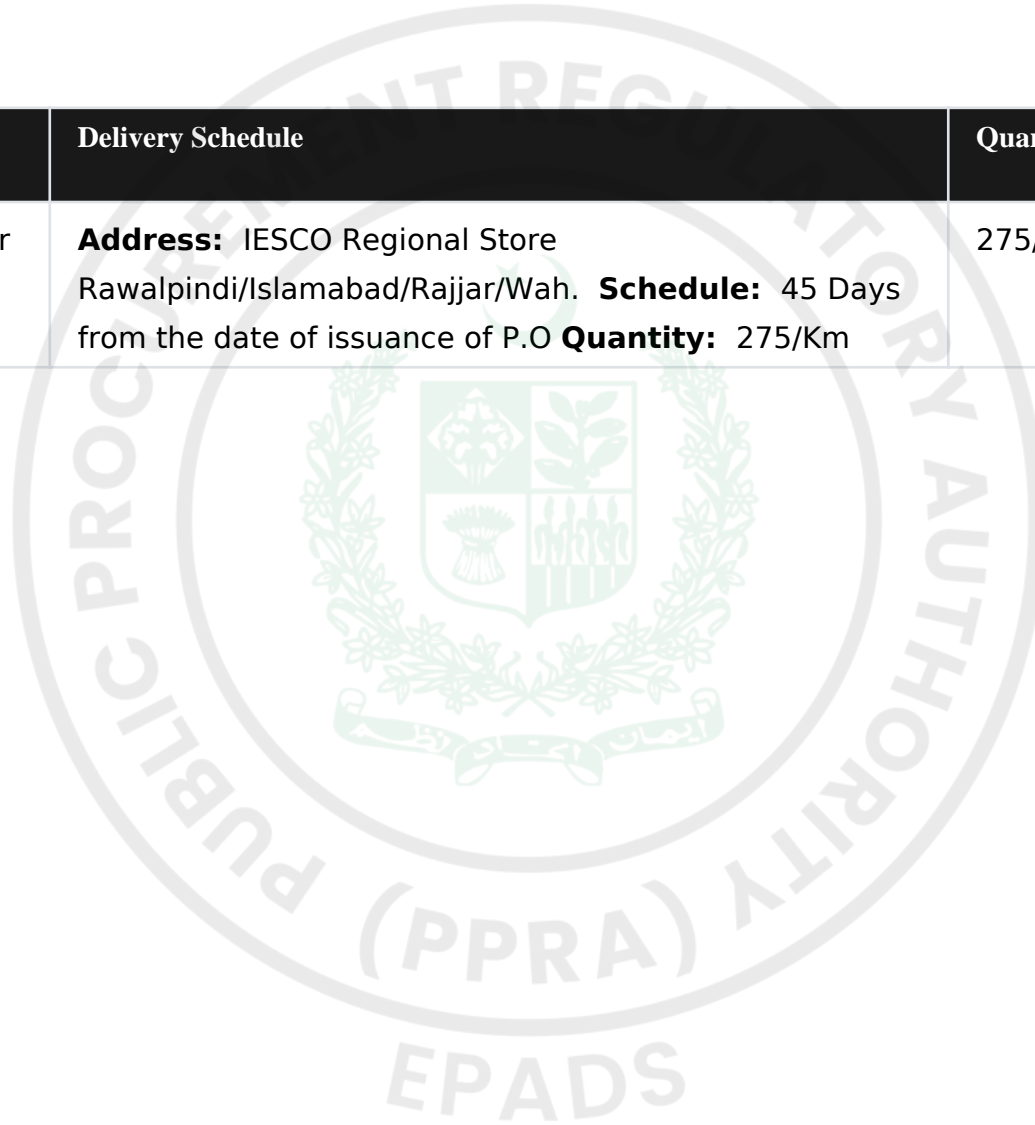 Delivery Schedule
Quan
r
Address: IESCO Regional Store
275/
Rawalpindi/Islamabad/Rajjar/Wah. Schedule: 45 Days
from the date of issuance of P.O Quantity: 275/Km
PUBLIC PROCUREMENT REGULATORY AUTHORITY
(PPRA)
EPADS